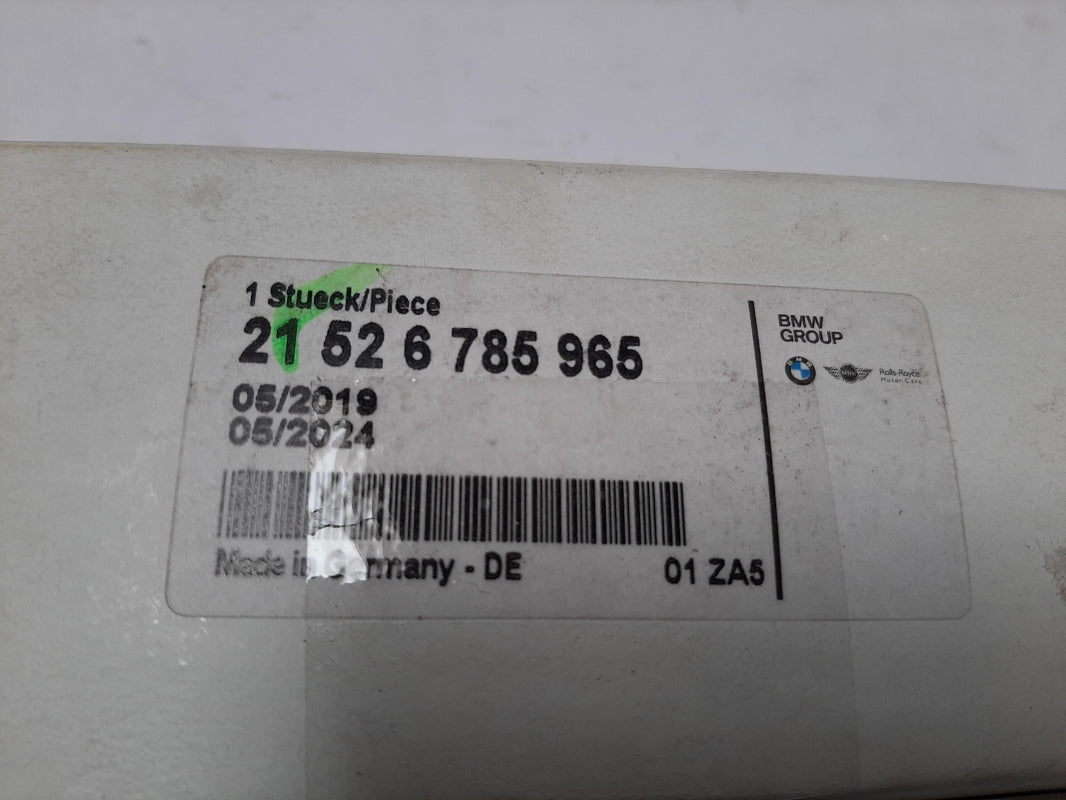 1 Stueck/Piece
21 52 6 785 965
05/2019
05/2024
Made in Germany - DE
01 ZA5
BMW
GROUP
BMW
Rolls-Royce
Motor Cars